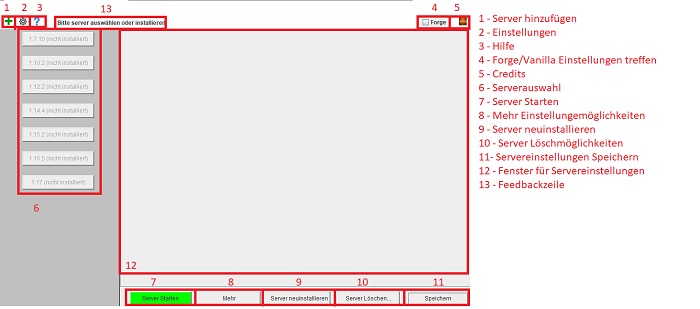 1 2 3 13 4 5
? Bitte server auswählen oder installieren Forge
1.7.10 (nicht installiert)
1.10.2 (nicht installiert)
1.12.2 (nicht installiert)
1.14.4 (nicht installiert)
1.15.2 (nicht installiert)
1.16.5 (nicht installiert)
1.17 (nicht installiert)
6
12
7 8 9 10 11
Server Starten Mehr Server neuinstallieren Server Löschen... Speichern
1 - Server hinzufügen
2 - Einstellungen
3 - Hilfe
4 - Forge/Vanilla Einstellungen treffen
5 - Credits
6 - Serverauswahl
7 - Server Starten
8 - Mehr Einstellungemöglichkeiten
9 - Server neuinstallieren
10 - Server Löschmöglichkeiten
11- Servereinstellungen Speichern
12 - Fenster für Servereinstellungen
13 - Feedbackzeile